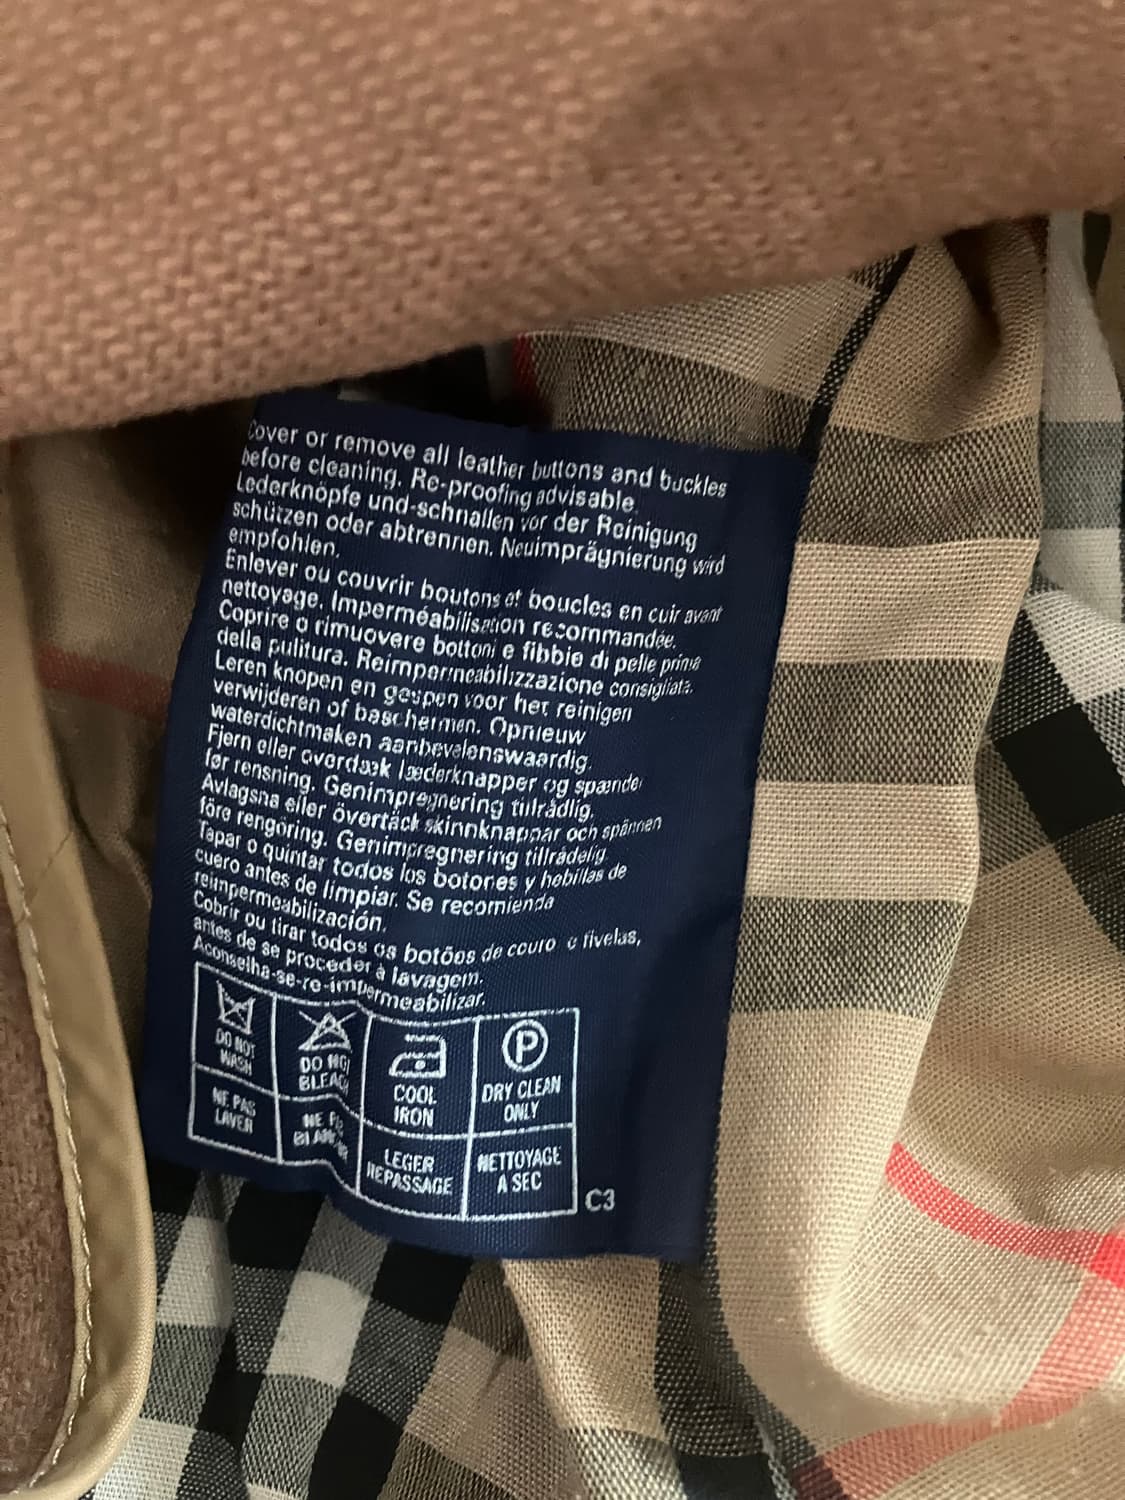 Cover or remove all leather buttons and buckles
before cleaning. Re-proofing advisable.
Lederknöpfe und-schnallen vor der Reinigung
schützen oder abtrennen. Neuimprägnierung wird
empfohlen.
Enlever ou couvrir boutons et boucles en cuir avant
nettoyage. Imperméabilisation recommandée.
Coprire o rimuovere bottoni e fibbie di pelle prima
della pulitura. Reimpermeabilizzazione consigliata.
Leren knopen en gespen voor het reinigen
verwijderen of beschermen. Opnieuw
waterdichtmaken aanbevelenswaardig.
Fjern eller overdæk læderknapper og spænder
før rensning. Genimprægnering tilrådlig.
Avlagsna eller övertäck skinnknappar och spännen
före rengöring. Genimpregnering tillrådelig.
Tapar o quintar todos los botones y hebillas de
cuero antes de limpiar. Se recomienda
reimpermeabilización.
Cobrir ou tirar todos os botões de couro e fivelas,
antes de se proceder à lavagem.
Aconselha-se-re-impermeabilizar.
DO NOT
WASH
DO NOT
BLEACH
COOL
IRON
P
DRY CLEAN
ONLY
NE PAS
LAVER
NE PAS
LEGER
REPASSAGE
NETTOYAGE
A SEC
C3